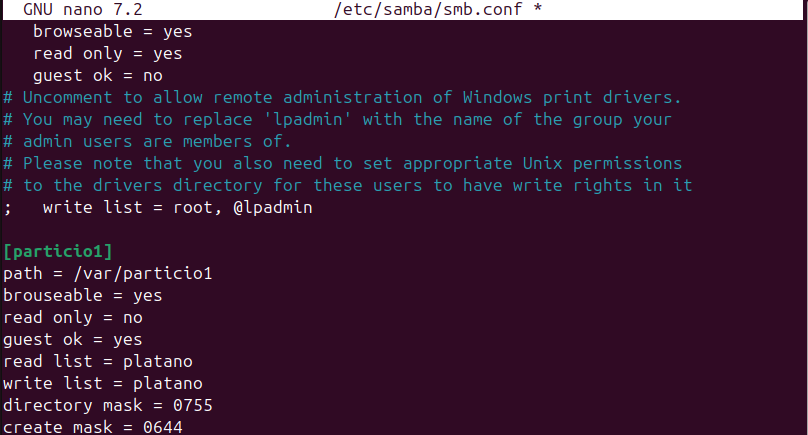 GNU nano 7.2 /etc/samba/smb.conf *
browseable = yes
read only = yes
guest ok = no
# Uncomment to allow remote administration of Windows print drivers.
# You may need to replace 'lpadmin' with the name of the group your
# admin users are members of.
# Please note that you also need to set appropriate Unix permissions
# to the drivers directory for these users to have write rights in it
; write list = root, @lpadmin
[particio1]
path = /var/particio1
brouseable = yes
read only = no
guest ok = yes
read list = platano
write list = platano
directory mask = 0755
create mask = 0644